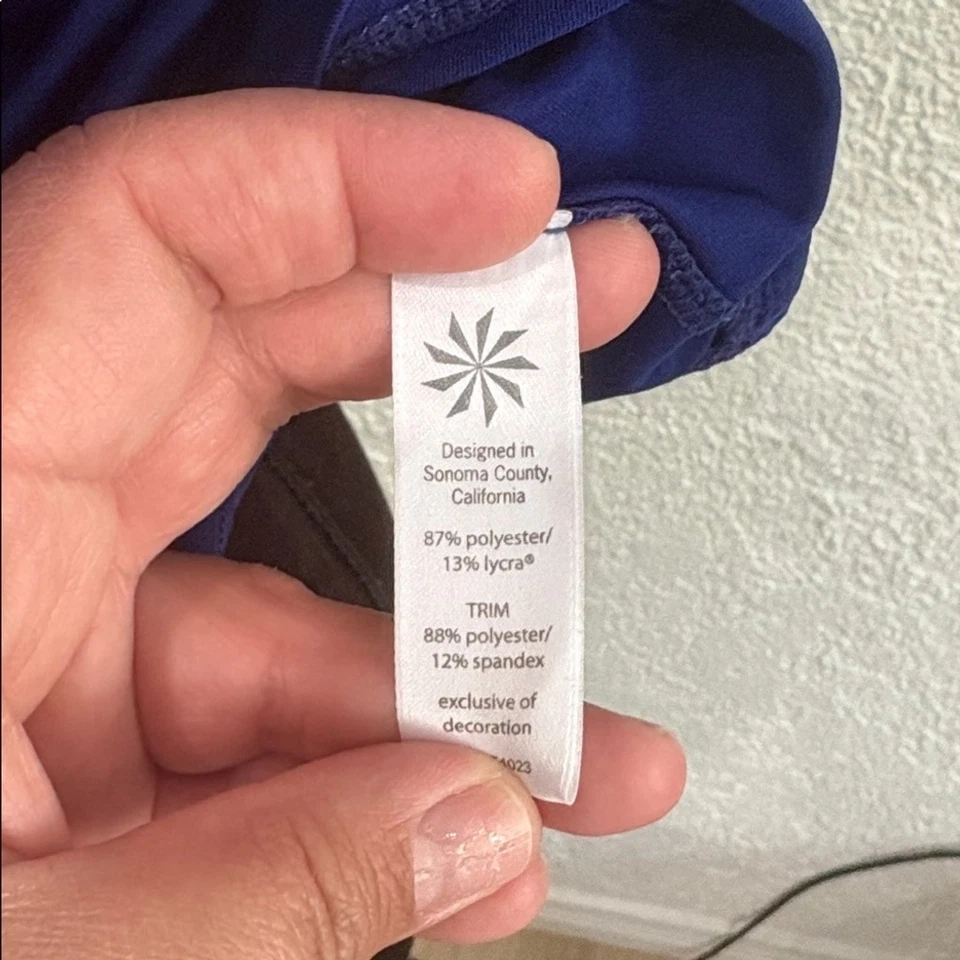 Designed in
Sonoma County,
California
87% polyester/
13% lycra®
TRIM
88% polyester/
12% spandex
exclusive of
decoration